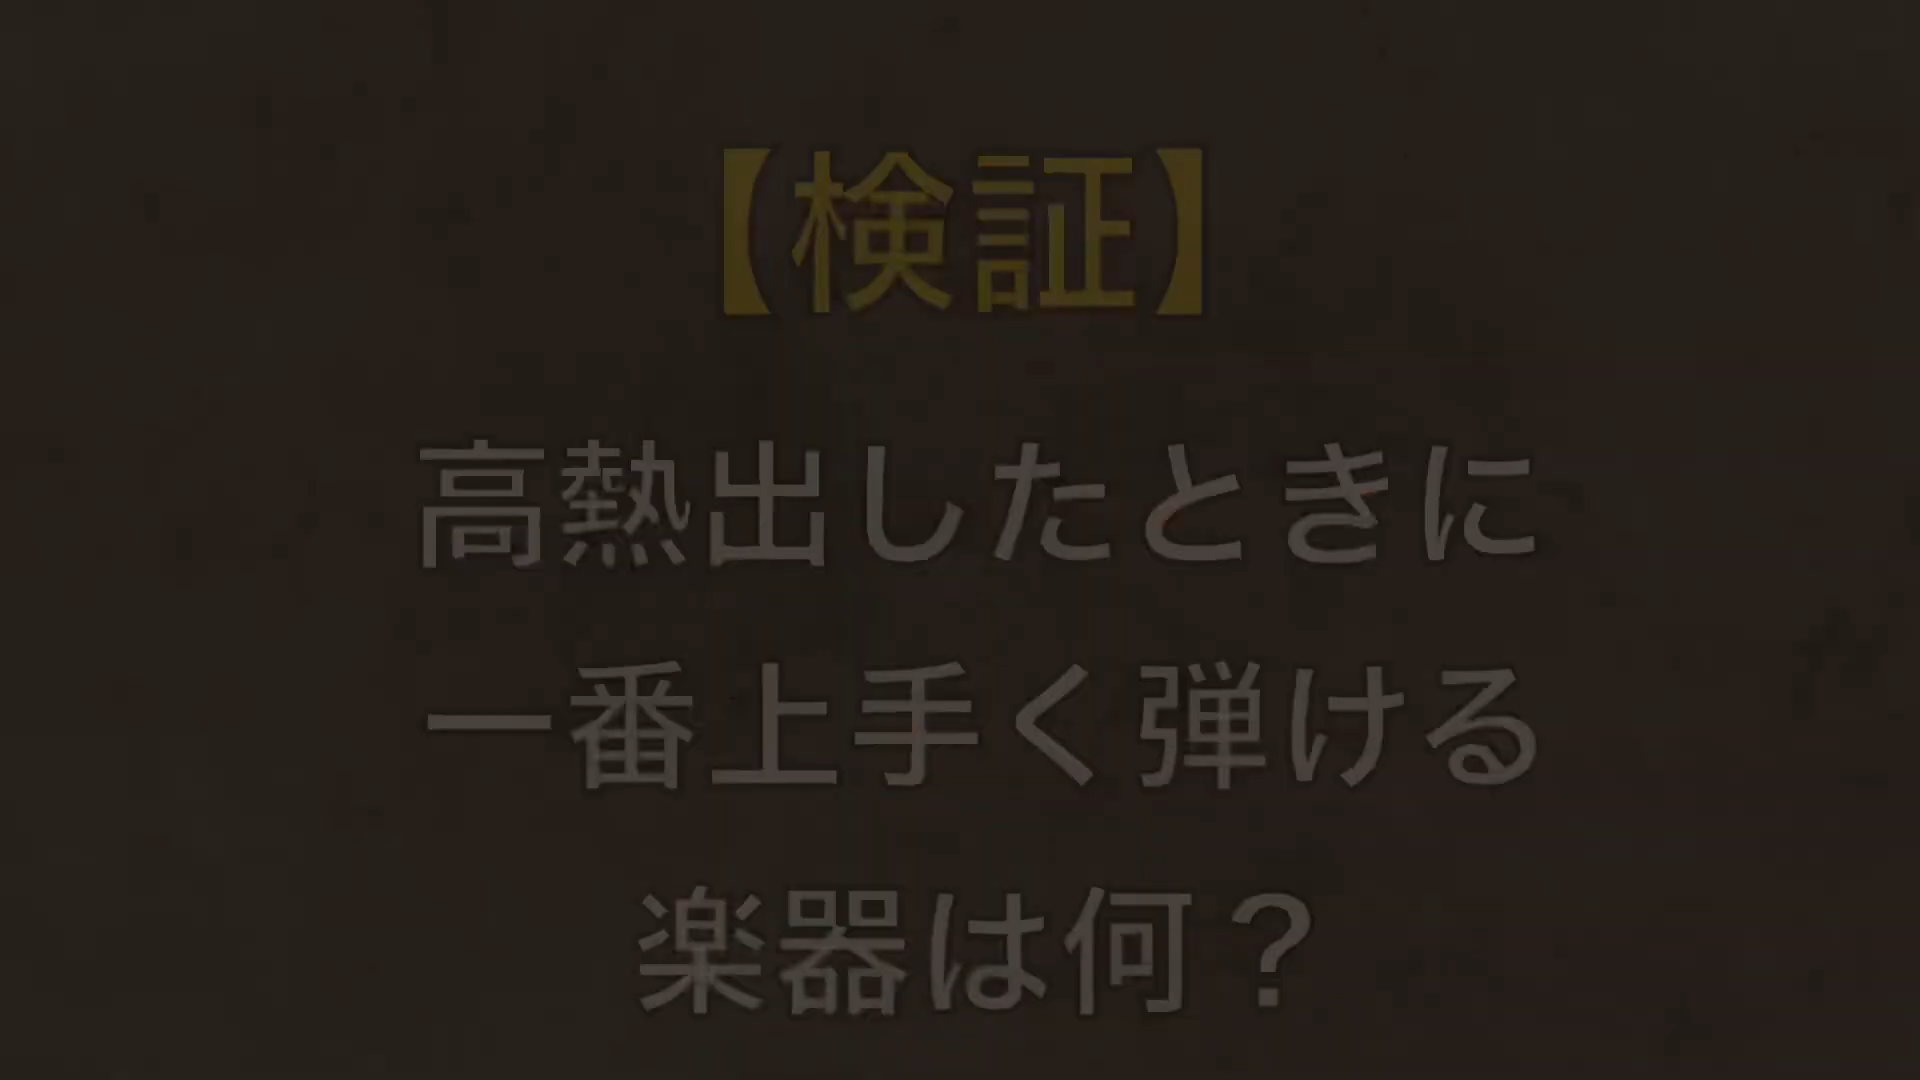 【検証】
高熱出したときに
一番上手く弾ける
楽器は何？